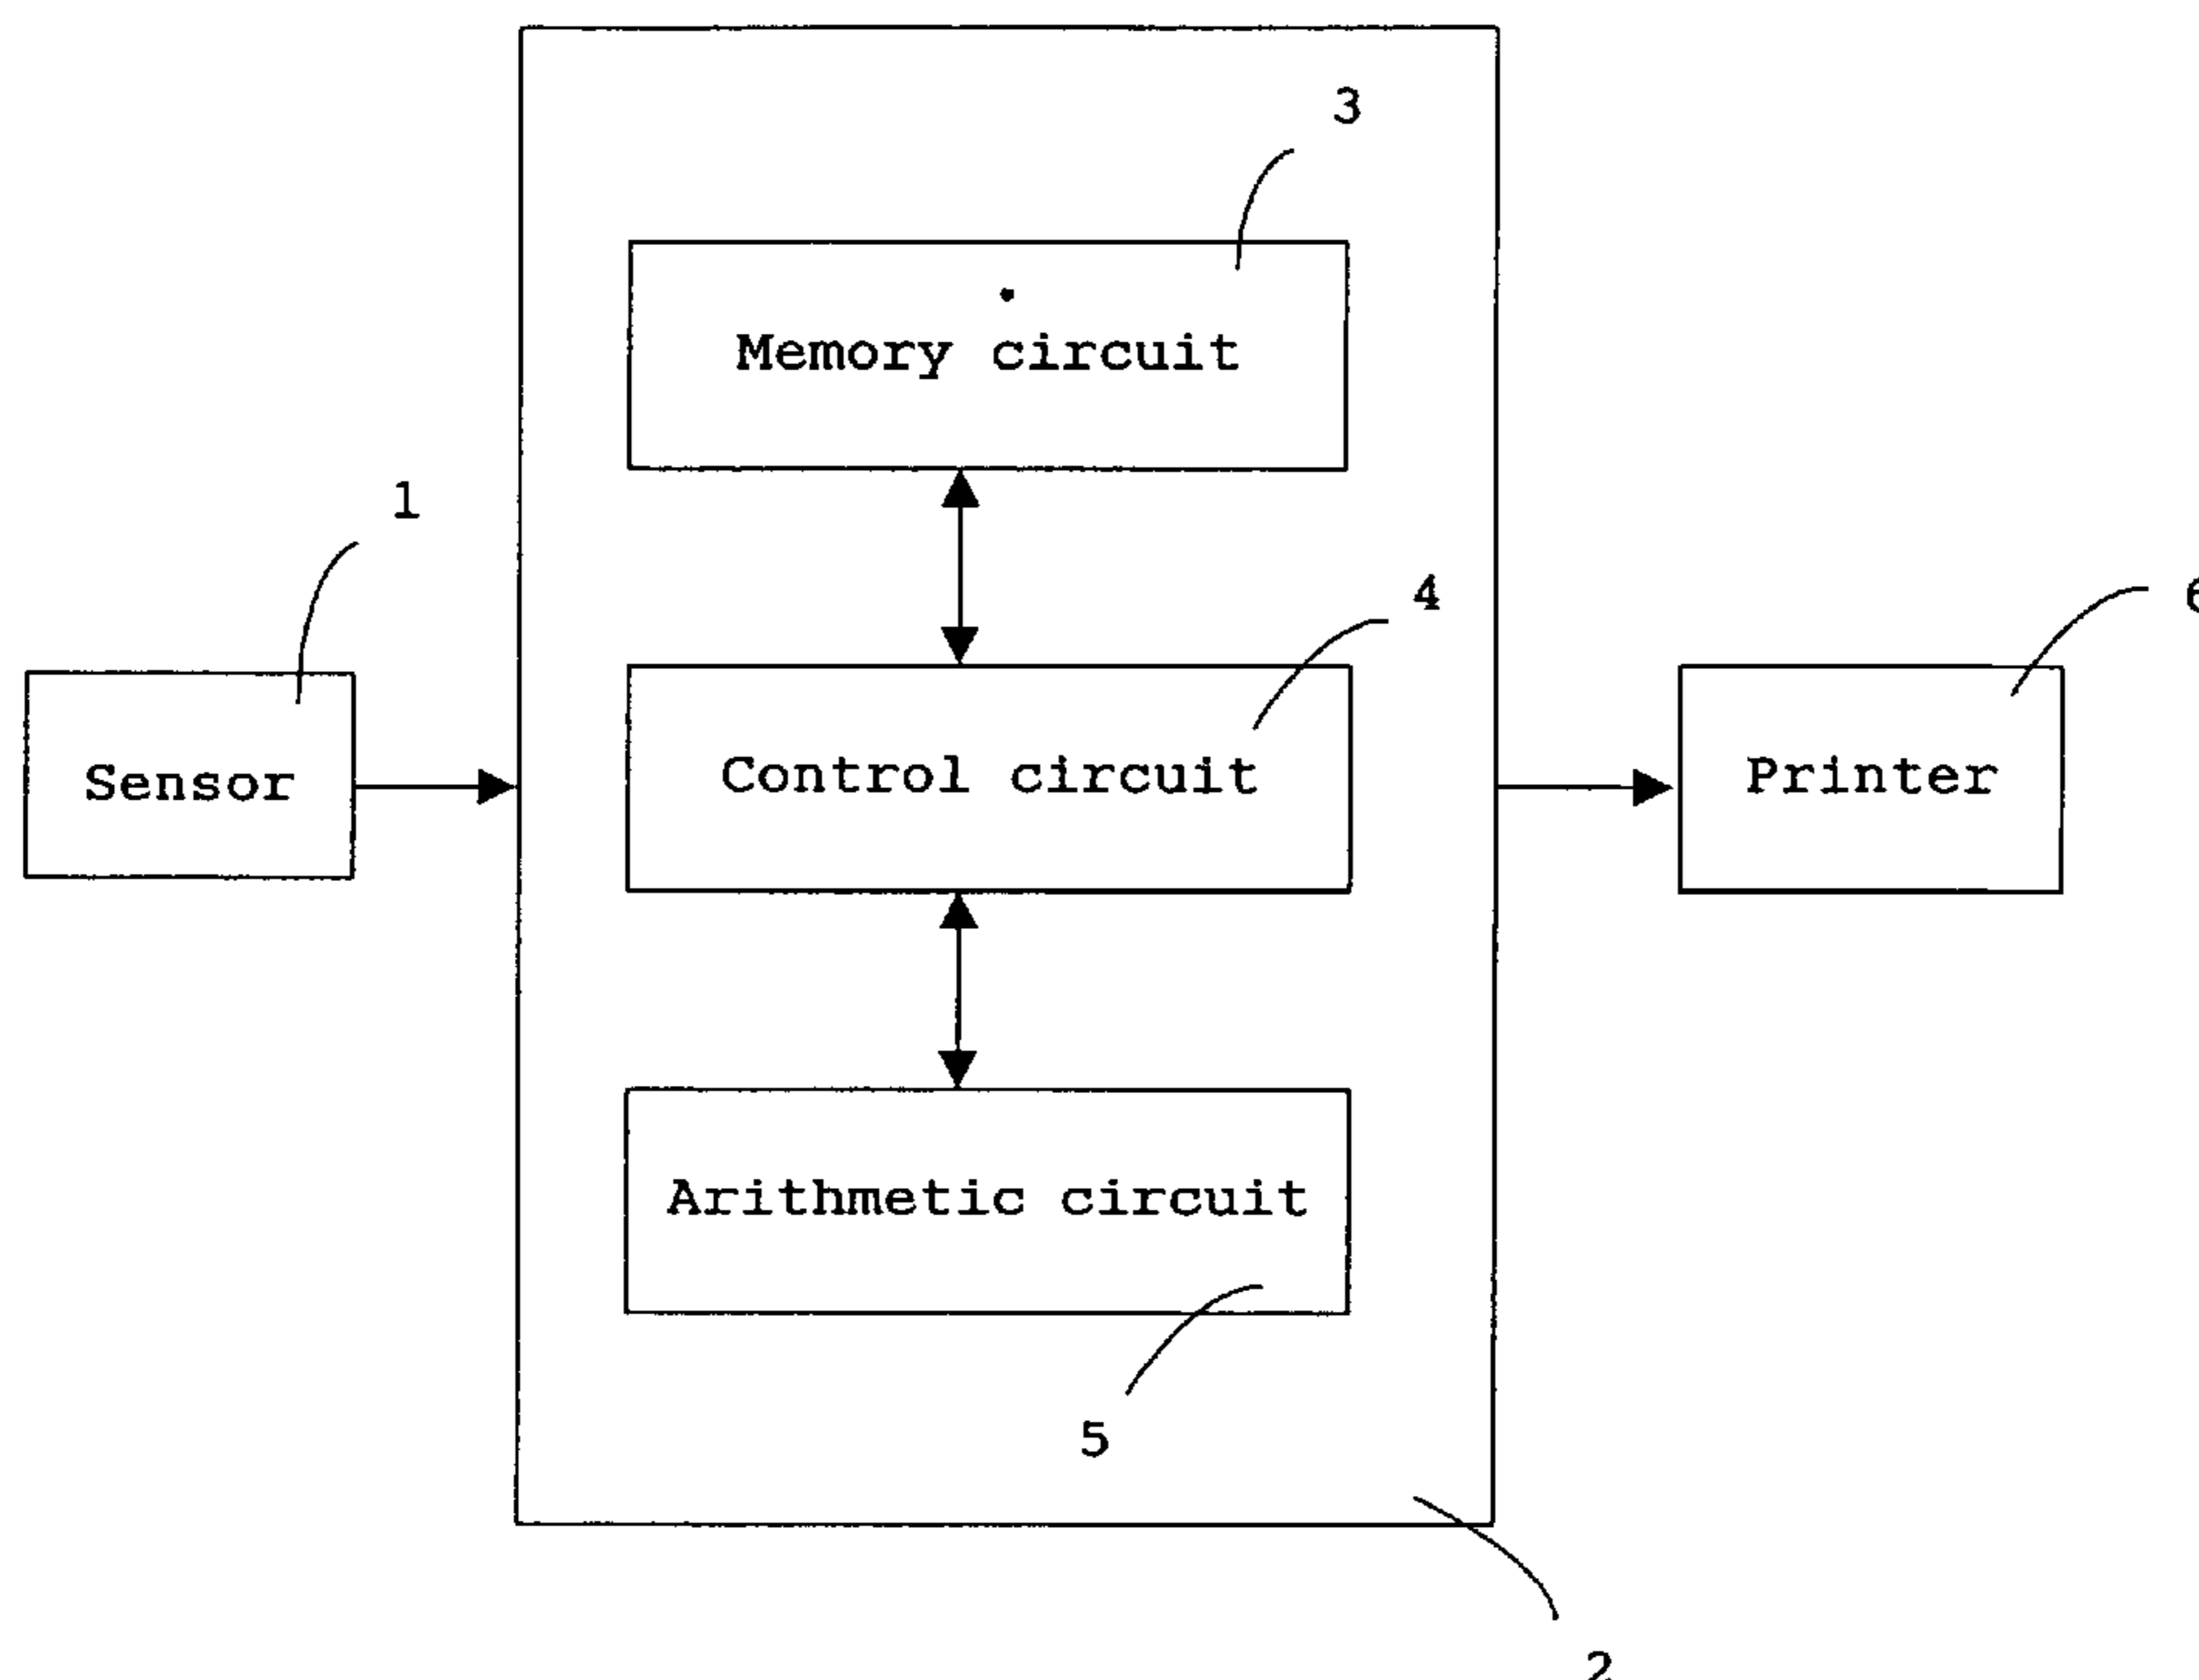 3
Memory circuit
1
4
6
Sensor
Control circuit
Printer
Arithmetic circuit
5
2